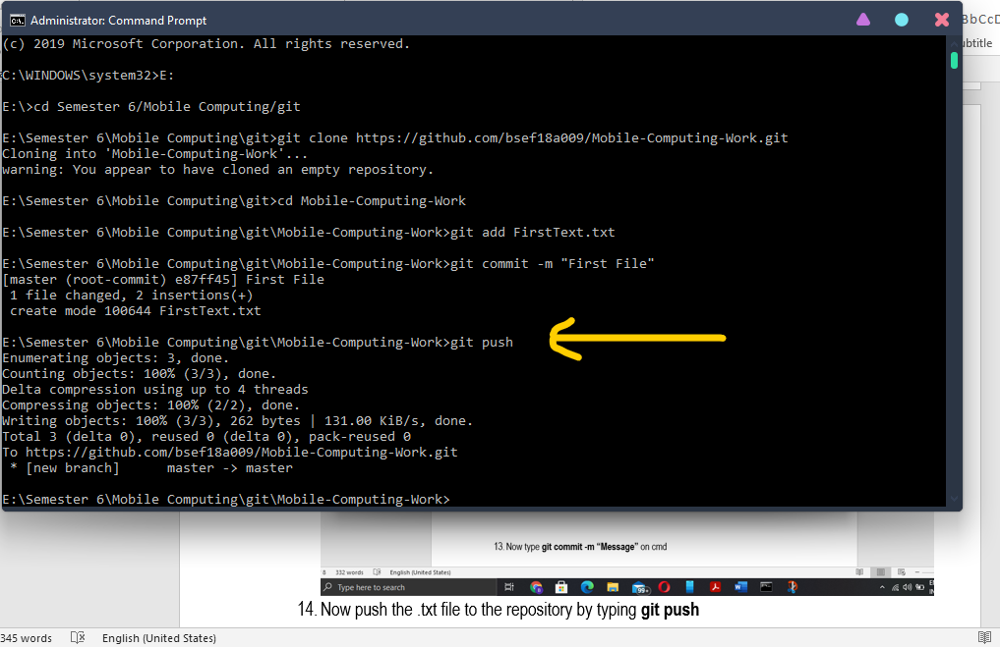 Administrator: Command Prompt
(c) 2019 Microsoft Corporation. All rights reserved.
C:\WINDOWS\system32>E:
E:\>cd Semester 6/Mobile Computing/git
E:\Semester 6\Mobile Computing\git>git clone https://github.com/bsef18a009/Mobile-Computing-Work.git
Cloning into 'Mobile-Computing-Work'...
warning: You appear to have cloned an empty repository.
E:\Semester 6\Mobile Computing\git>cd Mobile-Computing-Work
E:\Semester 6\Mobile Computing\git\Mobile-Computing-Work>git add FirstText.txt
E:\Semester 6\Mobile Computing\git\Mobile-Computing-Work>git commit -m "First File"
[master (root-commit) e87ff45] First File
1 file changed, 2 insertions(+)
create mode 100644 FirstText.txt
E:\Semester 6\Mobile Computing\git\Mobile-Computing-Work>git push
Enumerating objects: 3, done.
Counting objects: 100% (3/3), done.
Delta compression using up to 4 threads
Compressing objects: 100% (2/2), done.
Writing objects: 100% (3/3), 262 bytes | 131.00 KiB/s, done.
Total 3 (delta 0), reused 0 (delta 0), pack-reused 0
To https://github.com/bsef18a009/Mobile-Computing-Work.git
* [new branch]      master -> master
E:\Semester 6\Mobile Computing\git\Mobile-Computing-Work>
13. Now type git commit -m “Message” on cmd
8 332 words English (United States)
Type here to search 99+
14. Now push the .txt file to the repository by typing git push
345 words English (United States)